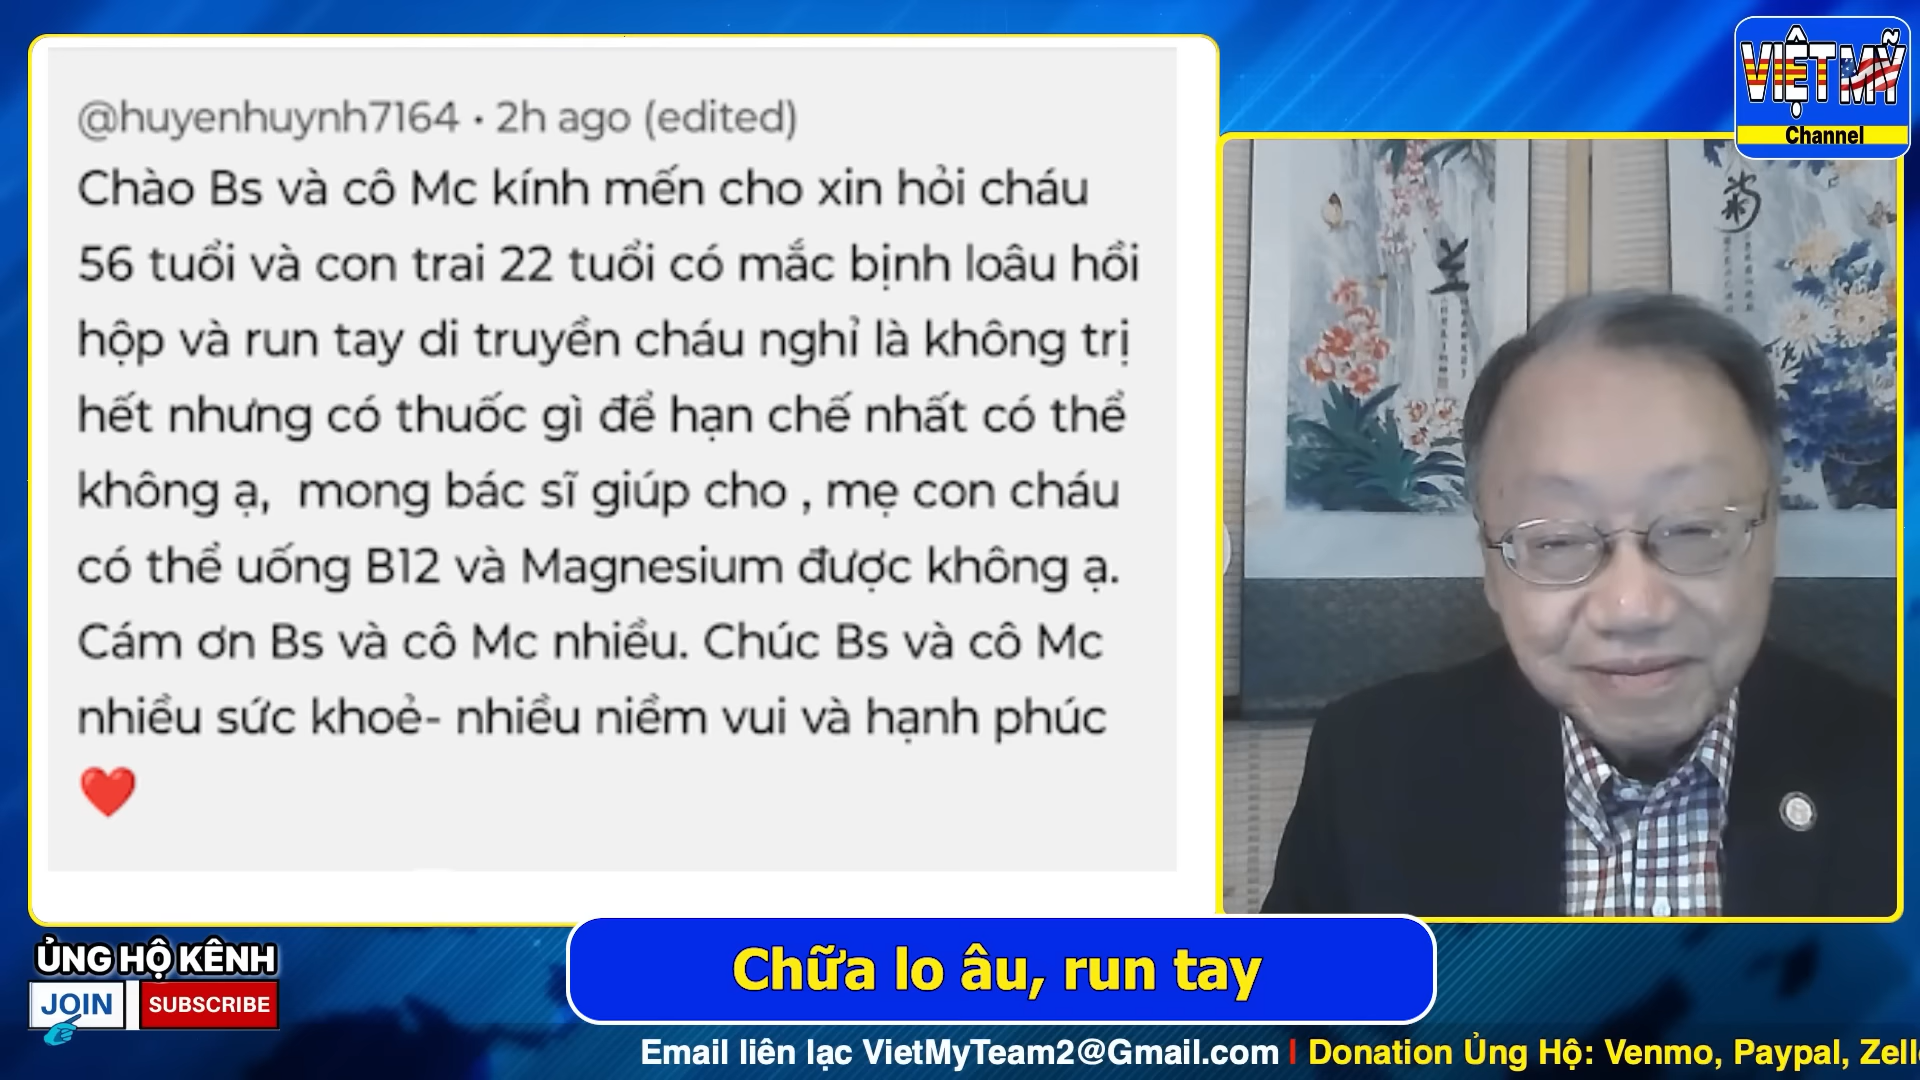 @huyenhuynh7164 • 2h ago (edited)
Chào Bs và cô Mc kính mến cho xin hỏi cháu
56 tuổi và con trai 22 tuổi có mắc bịnh loâu hồi
hộp và run tay di truyền cháu nghỉ là không trị
hết nhưng có thuốc gì để hạn chế nhất có thể
không ạ,  mong bác sĩ giúp cho , mẹ con cháu
có thể uống B12 và Magnesium được không ạ.
Cám ơn Bs và cô Mc nhiều. Chúc Bs và cô Mc
nhiều sức khoẻ- nhiều niềm vui và hạnh phúc
❤️
VIỆT MỸ
Channel
菊
兰
Chữa lo âu, run tay
ỦNG HỘ KÊNH
JOIN
SUBSCRIBE
Email liên lạc VietMyTeam2@Gmail.com | Donation Ủng Hộ: Venmo, Paypal, Zell